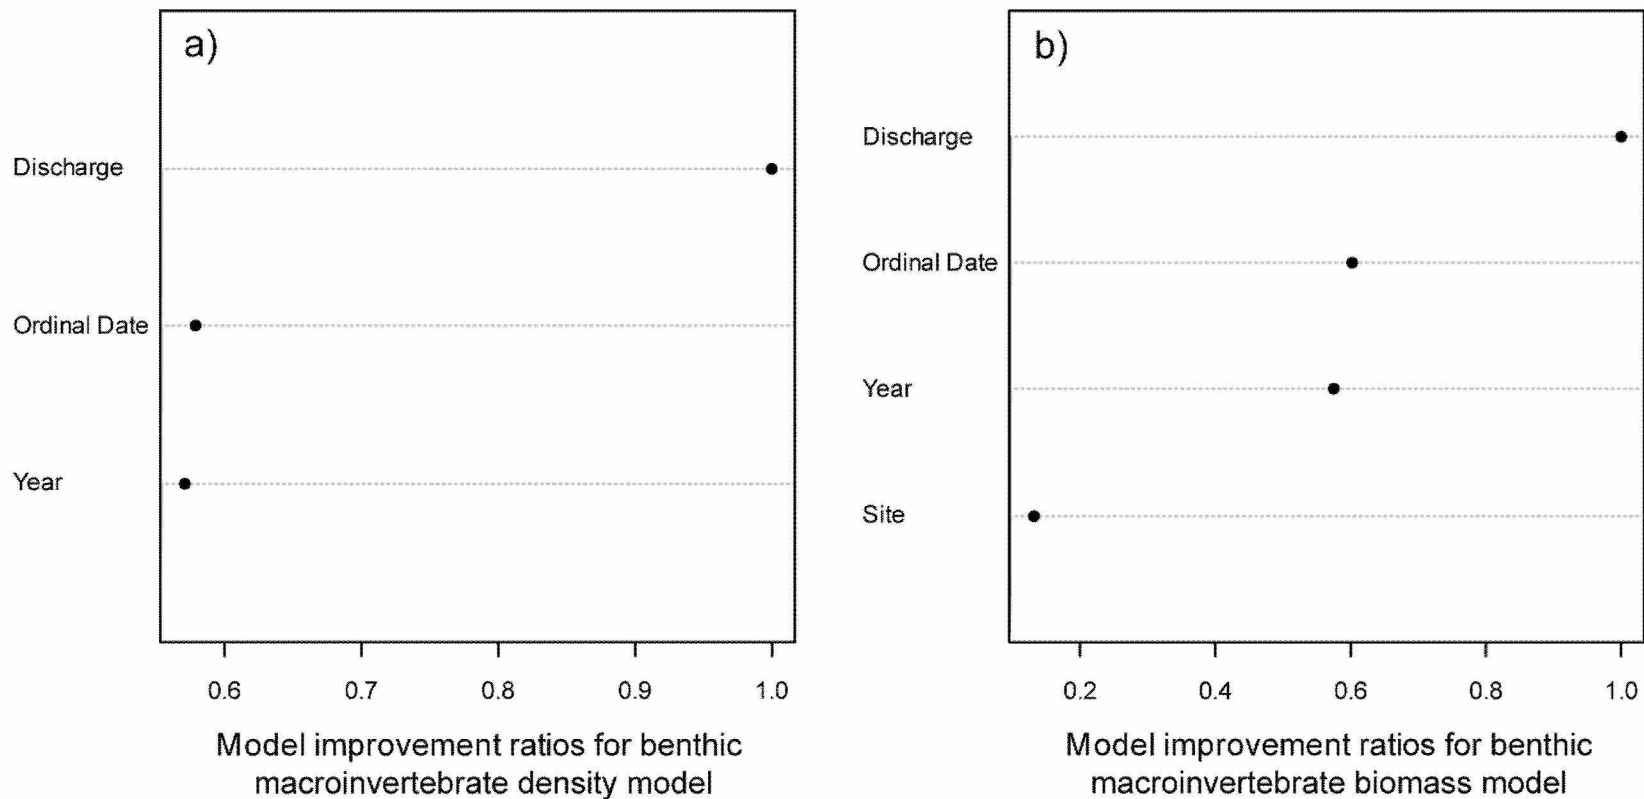 a)
Discharge
Ordinal Date
Year
0.6 0.7 0.8 0.9 1.0
Model improvement ratios for benthic
macroinvertebrate density model
b)
Discharge
Ordinal Date
Year
Site
0.2 0.4 0.6 0.8 1.0
Model improvement ratios for benthic
macroinvertebrate biomass model